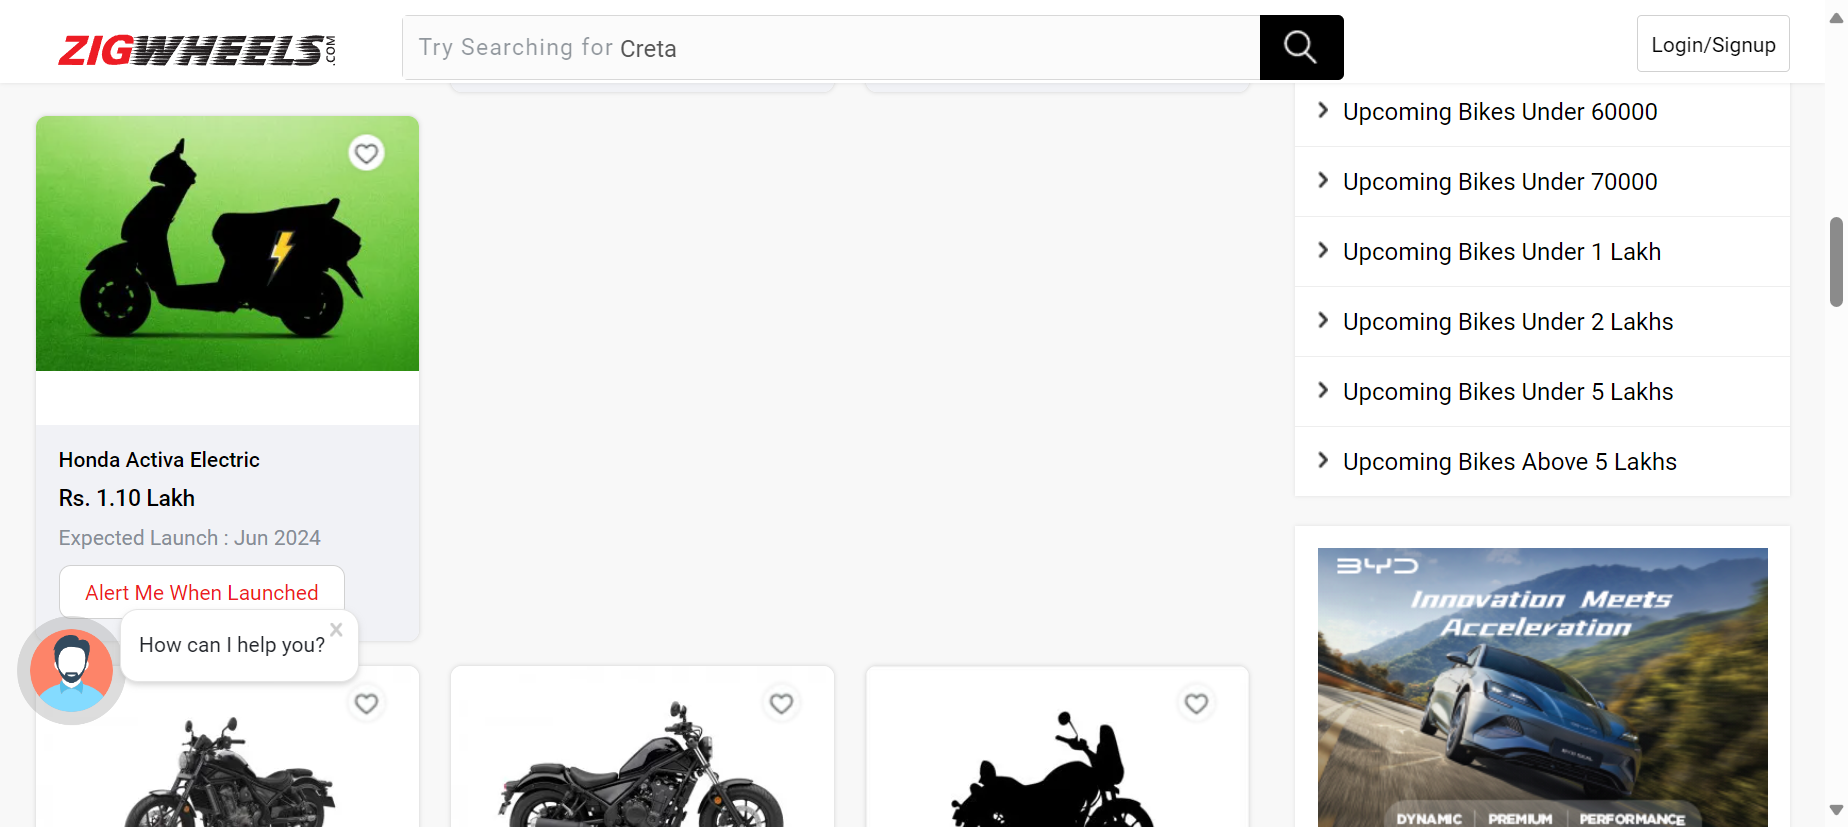 ZIGWHEELS.COM
Try Searching for Creta
Login/Signup
Honda Activa Electric
Rs. 1.10 Lakh
Expected Launch : Jun 2024
Alert Me When Launched
How can I help you?
Upcoming Bikes Under 60000
Upcoming Bikes Under 70000
Upcoming Bikes Under 1 Lakh
Upcoming Bikes Under 2 Lakhs
Upcoming Bikes Under 5 Lakhs
Upcoming Bikes Above 5 Lakhs
BYD
Innovation Meets
Acceleration
DYNAMIC | PREMIUM | PERFORMANCE